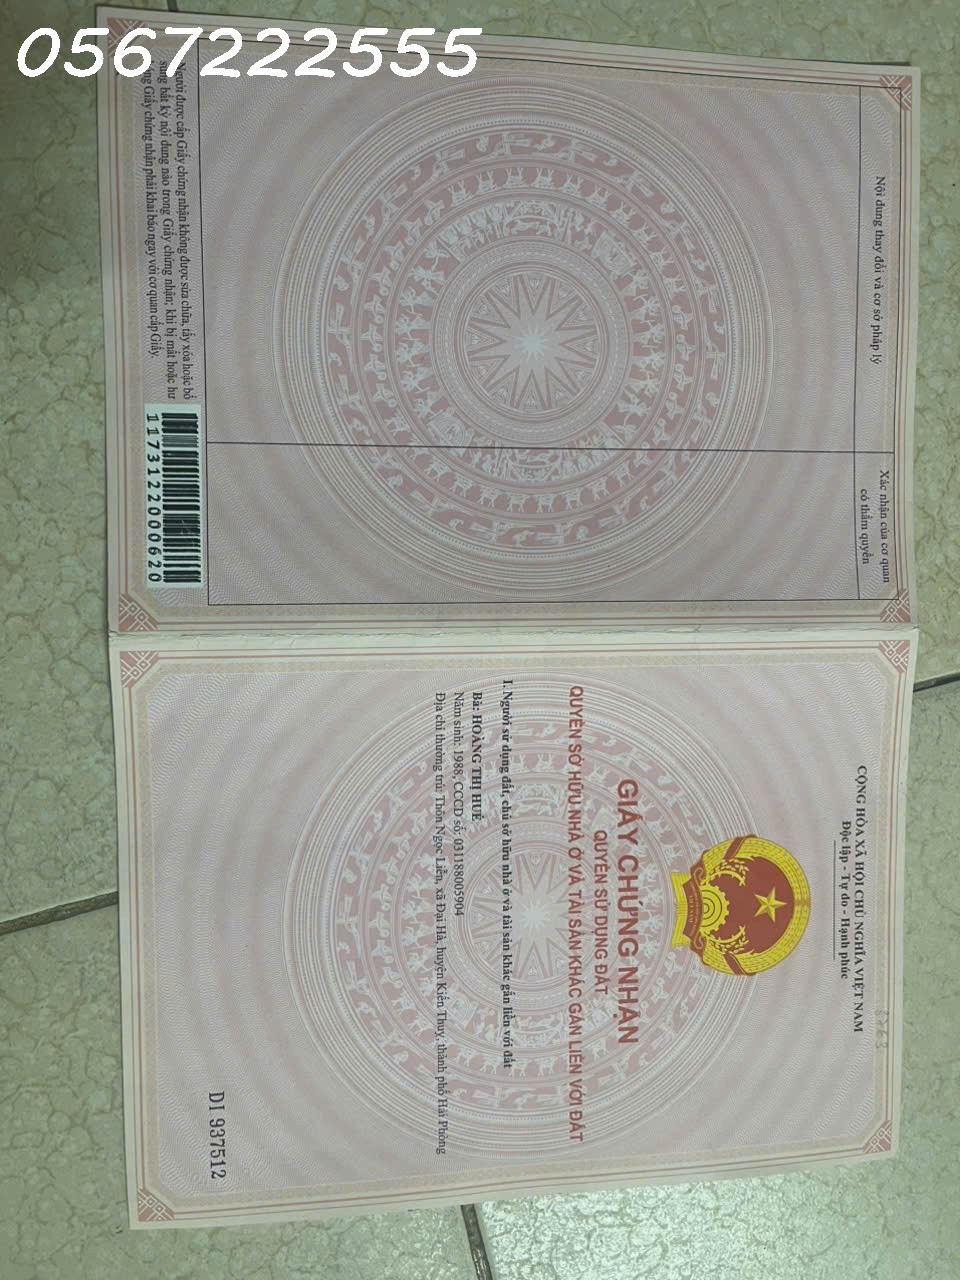 0567222555
Nội dung thay đổi và cơ sở pháp lý
Xác nhận của cơ quan
có thẩm quyền
Người được cấp Giấy chứng nhận không được sửa chữa, tẩy xóa hoặc bổ
sung bất kỳ nội dung nào trong Giấy chứng nhận; khi bị mất hoặc hư
hỏng Giấy chứng nhận phải khai báo ngay với cơ quan cấp Giấy.
1173122000620
CỘNG HÒA XÃ HỘI CHỦ NGHĨA VIỆT NAM
Độc lập - Tự do - Hạnh phúc
GIẤY CHỨNG NHẬN
QUYỀN SỬ DỤNG ĐẤT
QUYỀN SỞ HỮU NHÀ Ở VÀ TÀI SẢN KHÁC GẮN LIỀN VỚI ĐẤT
I. Người sử dụng đất, chủ sở hữu nhà ở và tài sản khác gắn liền với đất
Bà: HOÀNG THỊ HUẾ
Năm sinh: 1988, CCCD số: 031188005904
Địa chỉ thường trú: Thôn Ngọc Liễn, xã Đại Hà, huyện Kiến Thụy, thành phố Hải Phòng
DI 937512